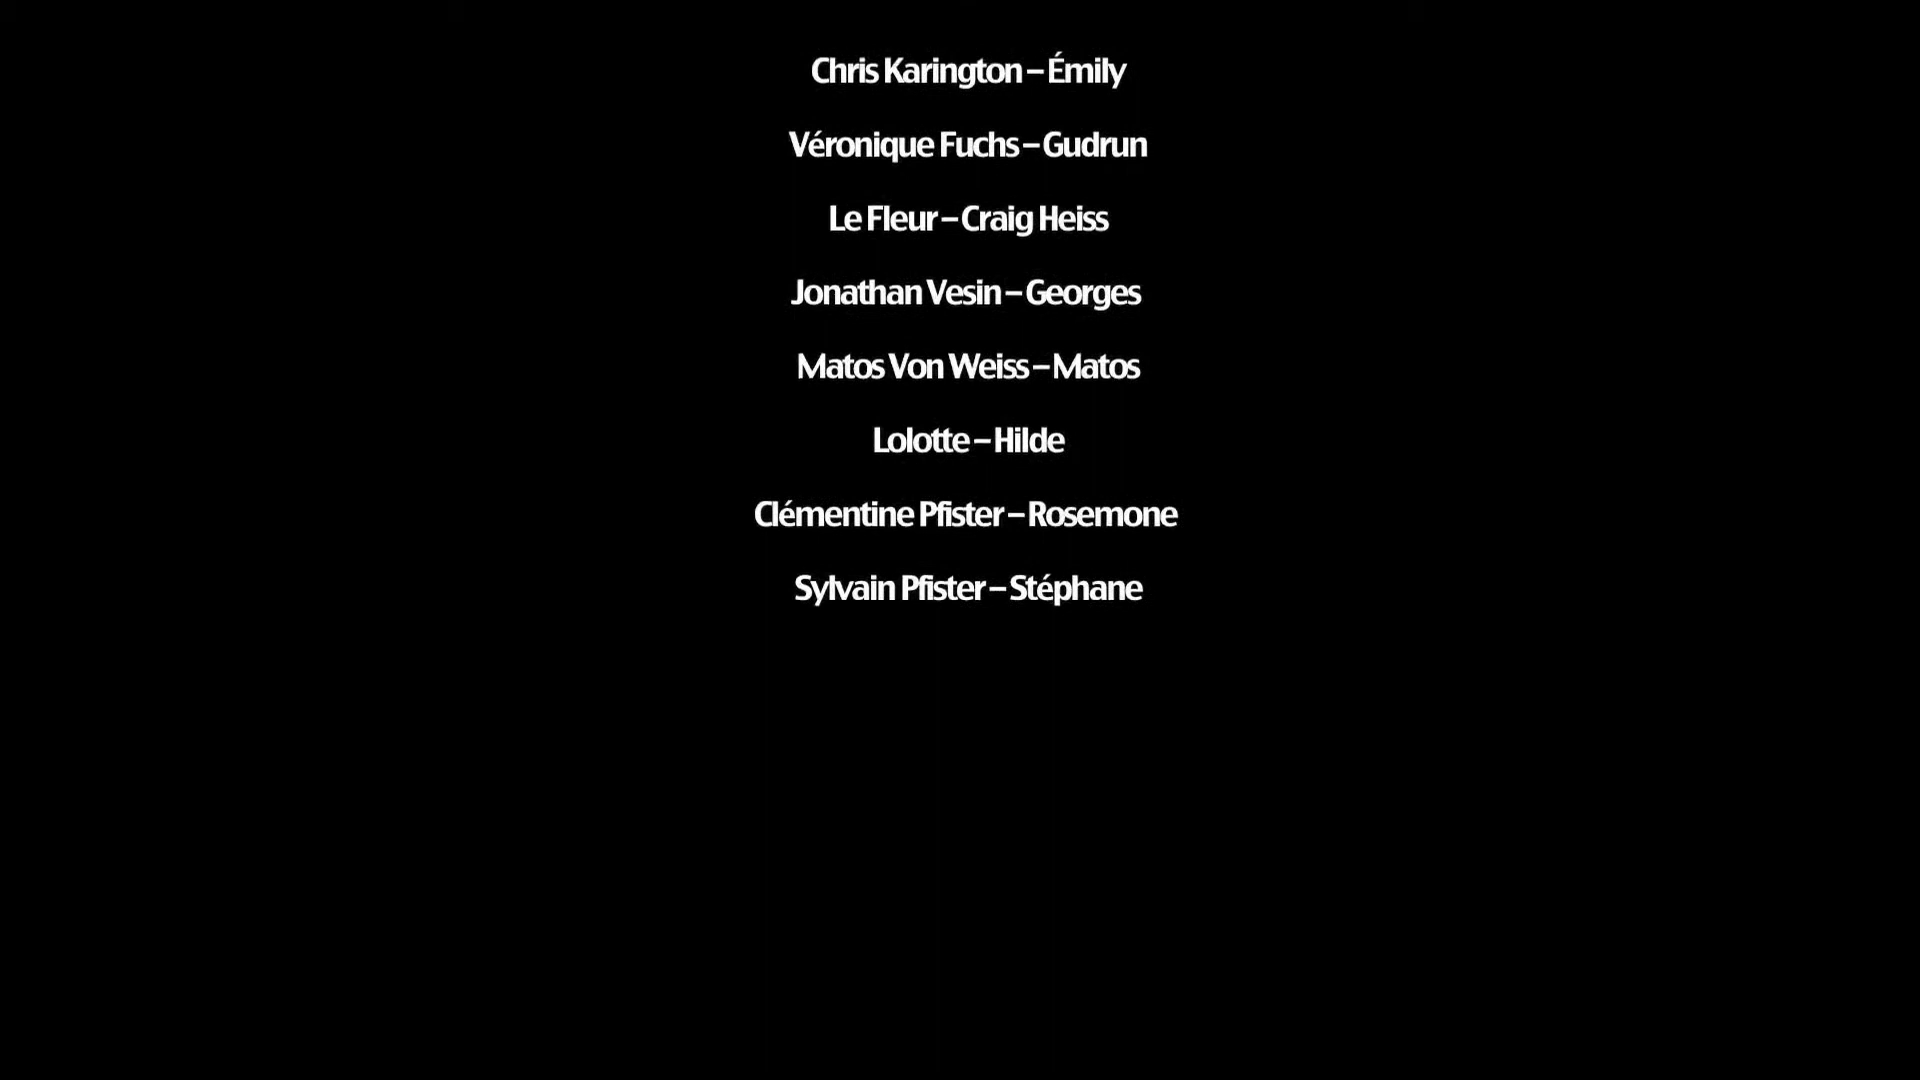 Chris Karington – Émily
Véronique Fuchs – Gudrun
Le Fleur – Craig Heiss
Jonathan Vesin – Georges
Matos Von Weiss – Matos
Lolotte – Hilde
Clémentine Pfister – Rosemone
Sylvain Pfister – Stéphane